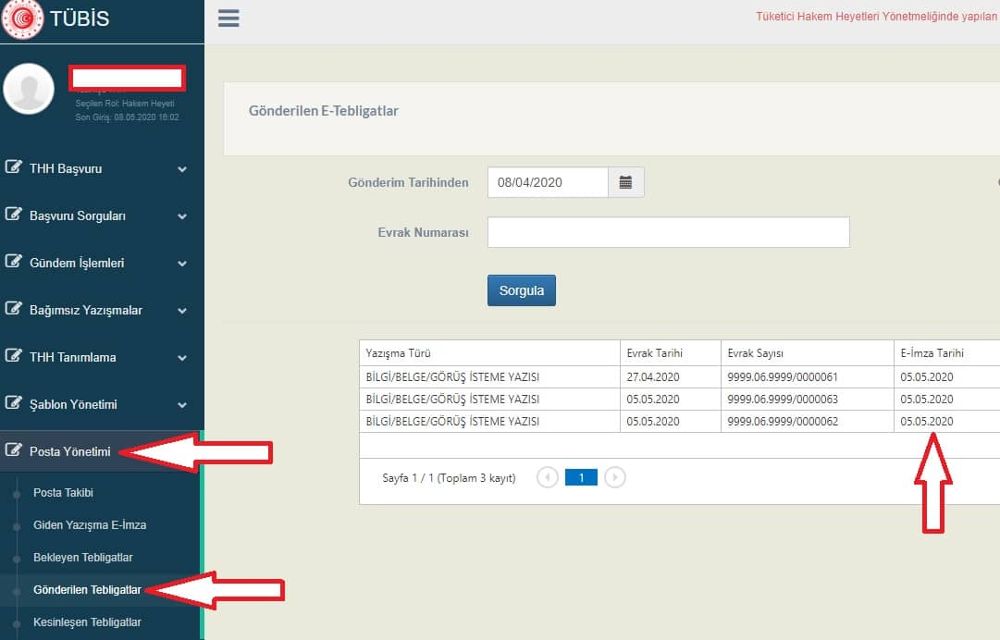 TÜBİS
Tüketici Hakem Heyetleri Yönetmeliğinde yapılan
Seçilen Rol: Hakem Heyeti
Son Giriş: 08.05.2020 16:02
THH Başvuru
Başvuru Sorguları
Gündem İşlemleri
Bağımsız Yazışmalar
THH Tanımlama
Şablon Yönetimi
Posta Yönetimi
Posta Takibi
Giden Yazışma E-İmza
Bekleyen Tebligatlar
Gönderilen Tebligatlar
Kesinleşen Tebligatlar
Gönderilen E-Tebligatlar
Gönderim Tarihinden 08/04/2020
Evrak Numarası
Sorgula
Yazışma Türü Evrak Tarihi Evrak Sayısı E-İmza Tarihi
BİLGİ/BELGE/GÖRÜŞ İSTEME YAZISI 27.04.2020 9999.06.9999/0000061 05.05.2020
BİLGİ/BELGE/GÖRÜŞ İSTEME YAZISI 05.05.2020 9999.06.9999/0000063 05.05.2020
BİLGİ/BELGE/GÖRÜŞ İSTEME YAZISI 05.05.2020 9999.06.9999/0000062 05.05.2020
Sayfa 1 / 1 (Toplam 3 kayıt) 1